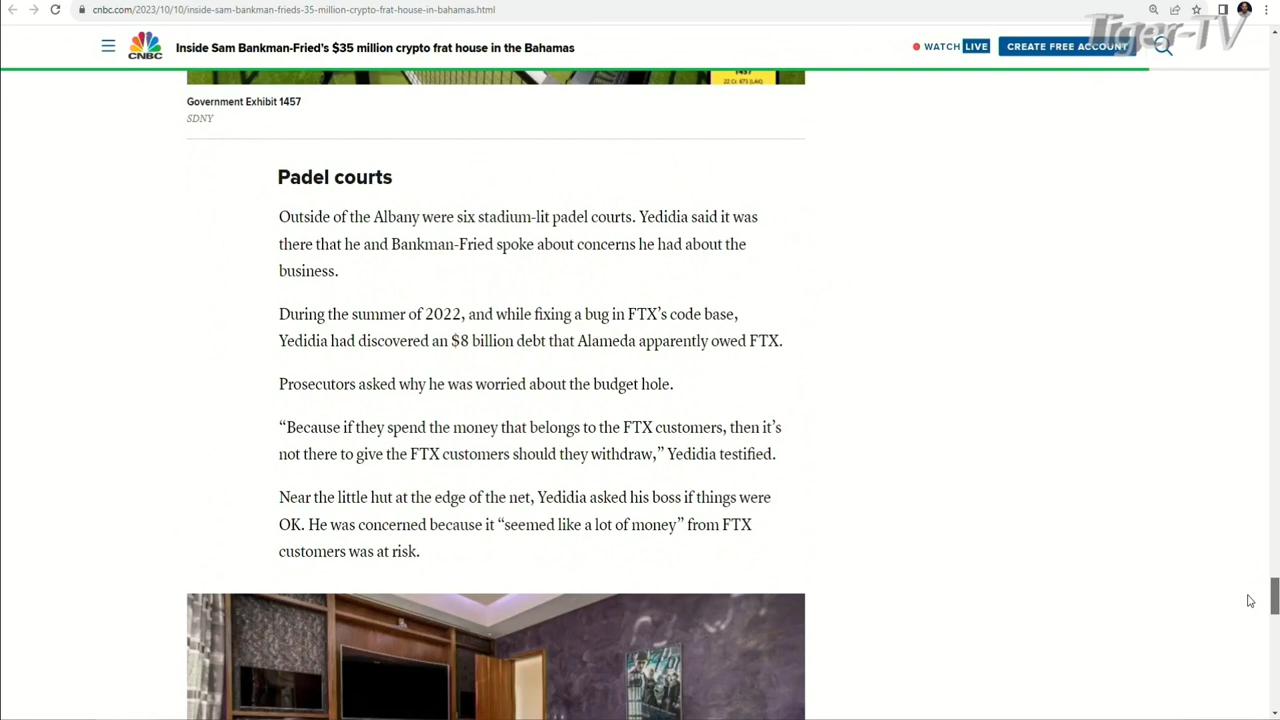 cnbc.com/2023/10/10/inside-sam-bankman-frieds-35-million-crypto-frat-house-in-bahamas.html
Tiger-TV
CNBC
Inside Sam Bankman-Fried's $35 million crypto frat house in the Bahamas
WATCH LIVE
CREATE FREE ACCOUNT
1457
Government Exhibit 1457
SDNY
Padel courts
Outside of the Albany were six stadium-lit padel courts. Yedidia said it was
there that he and Bankman-Fried spoke about concerns he had about the
business.
During the summer of 2022, and while fixing a bug in FTX’s code base,
Yedidia had discovered an $8 billion debt that Alameda apparently owed FTX.
Prosecutors asked why he was worried about the budget hole.
“Because if they spend the money that belongs to the FTX customers, then it’s
not there to give the FTX customers should they withdraw,” Yedidia testified.
Near the little hut at the edge of the net, Yedidia asked his boss if things were
OK. He was concerned because it “seemed like a lot of money” from FTX
customers was at risk.